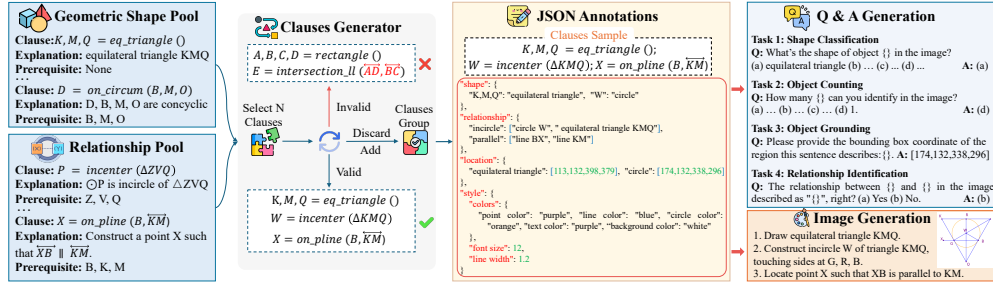 Geometric Shape Pool
Clause:K, M, Q = eq_triangle ()
Explanation: equilateral triangle KMQ
Prerequisite: None
...
Clause: D = on_circum (B, M, O)
Explanation: D, B, M, O are concyclic
Prerequisite: B, M, O
Relationship Pool
Clause: P = incenter (ΔZVQ)
Explanation: ⊙P is incircle of △ZVQ
Prerequisite: Z, V, Q
...
Clause: X = on_pline (B, KM)
Explanation: Construct a point X such
that XB ∥ KM.
Prerequisite: B, K, M
Clauses Generator
A, B, C, D = rectangle ()
E = intersection_ll (AD, BC)
Select N
Clauses
Invalid
Discard
Add
Valid
Clauses
Group
K, M, Q = eq_triangle ()
W = incenter (ΔKMQ)
X = on_pline (B, KM)
JSON Annotations
Clauses Sample
K, M, Q = eq_triangle ();
W = incenter (ΔKMQ); X = on_pline (B, KM)
"shape": {
"K,M,Q": "equilateral triangle", "W": "circle"
},
"relationship": {
"incircle": ["circle W", " equilateral triangle KMQ"],
"parallel": ["line BX", "line KM"]
},
"location": {
"equilateral triangle": [113,132,398,379], "circle": [174,132,338,296]
},
"style": {
"colors": {
"point color": "purple", "line color": "blue", "circle color":
"orange", "text color": "purple", "background color": "white"
},
"font size": 12,
"line width": 1.2
}
Q & A Generation
Task 1: Shape Classification
Q: What's the shape of object {} in the image?
(a) equilateral triangle (b) … (c) ... (d) ... A: (a)
Task 2: Object Counting
Q: How many {} can you identify in the image?
(a) … (b) … (c) … (d) 1. A: (d)
Task 3: Object Grounding
Q: Please provide the bounding box coordinate of the
region this sentence describes:{}. A: [174,132,338,296]
Task 4: Relationship Identification
Q: The relationship between {} and {} in the image
described as "{}", right? (a) Yes (b) No. A: (b)
Image Generation
1. Draw equilateral triangle KMQ.
2. Construct incircle W of triangle KMQ,
touching sides at G, R, B.
3. Locate point X such that XB is parallel to KM.